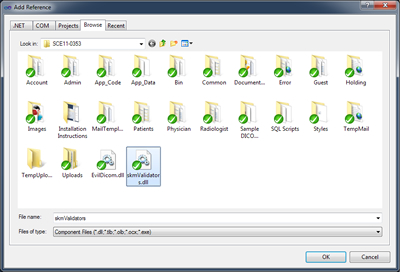 Add Reference
.NET COM Projects Browse Recent
Look in: SCE11-0353
Account Admin App_Code App_Data Bin Common Document... Error Guest Holding
Images Installation Instructions MailTempl... Patients Physician Radiologist Sample DICO... SQL Scripts Styles TempMail
TempUplo... Uploads EvilDicom.dll skmValidators.dll
File name: skmValidators
Files of type: Component Files (*.dll;*.tlb;*.olb;*.ocx;*.exe)
OK Cancel